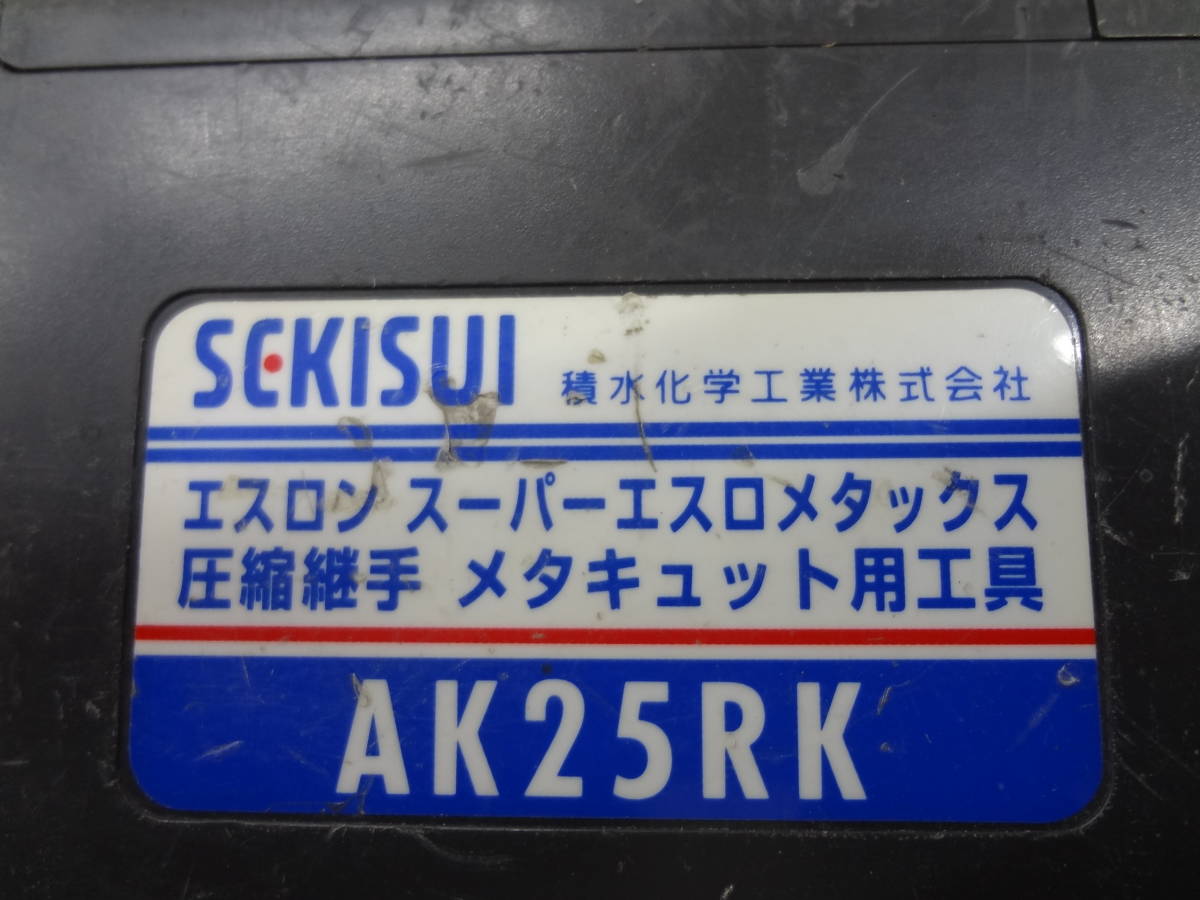 SEKISUI 積水化学工業株式会社
エスロン スーパーエスロメタックス
圧縮継手 メタキュット用工具
AK25RK